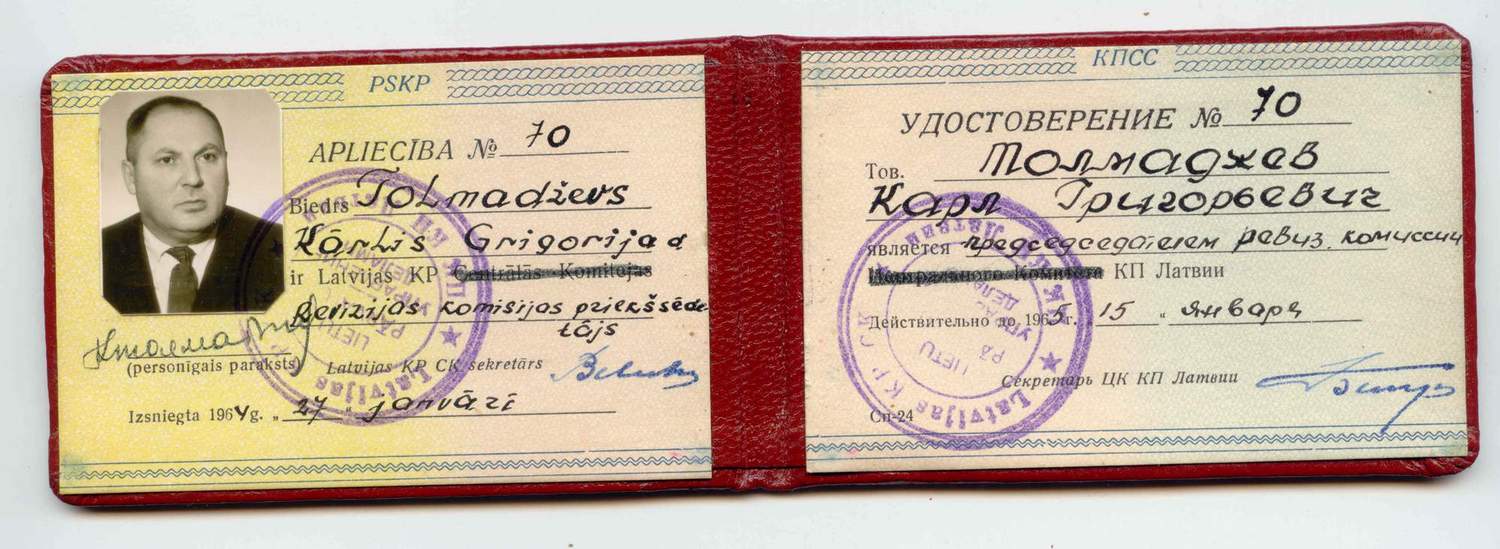 PSKP
APLIECĪBA № 70
Biedrs Tolmadževs
Kārlis Grigorija d
ir Latvijas KP Centrālās Komitejas
Revīzijas komisijas priekšsēdē-
tājs
(personīgais paraksts)
Latvijas KP CK sekretārs
Izsniegta 1964 g. „27 " janvārī
КПСС
УДОСТОВЕРЕНИЕ № 70
Тов. Толмаджев
Карл Григорьевич
является председседателем ревиз. комиссии
Центрального Комитета КП Латвии
Действительно до 1965 г. „15 " января
Секретарь ЦК КП Латвии
Сп-24